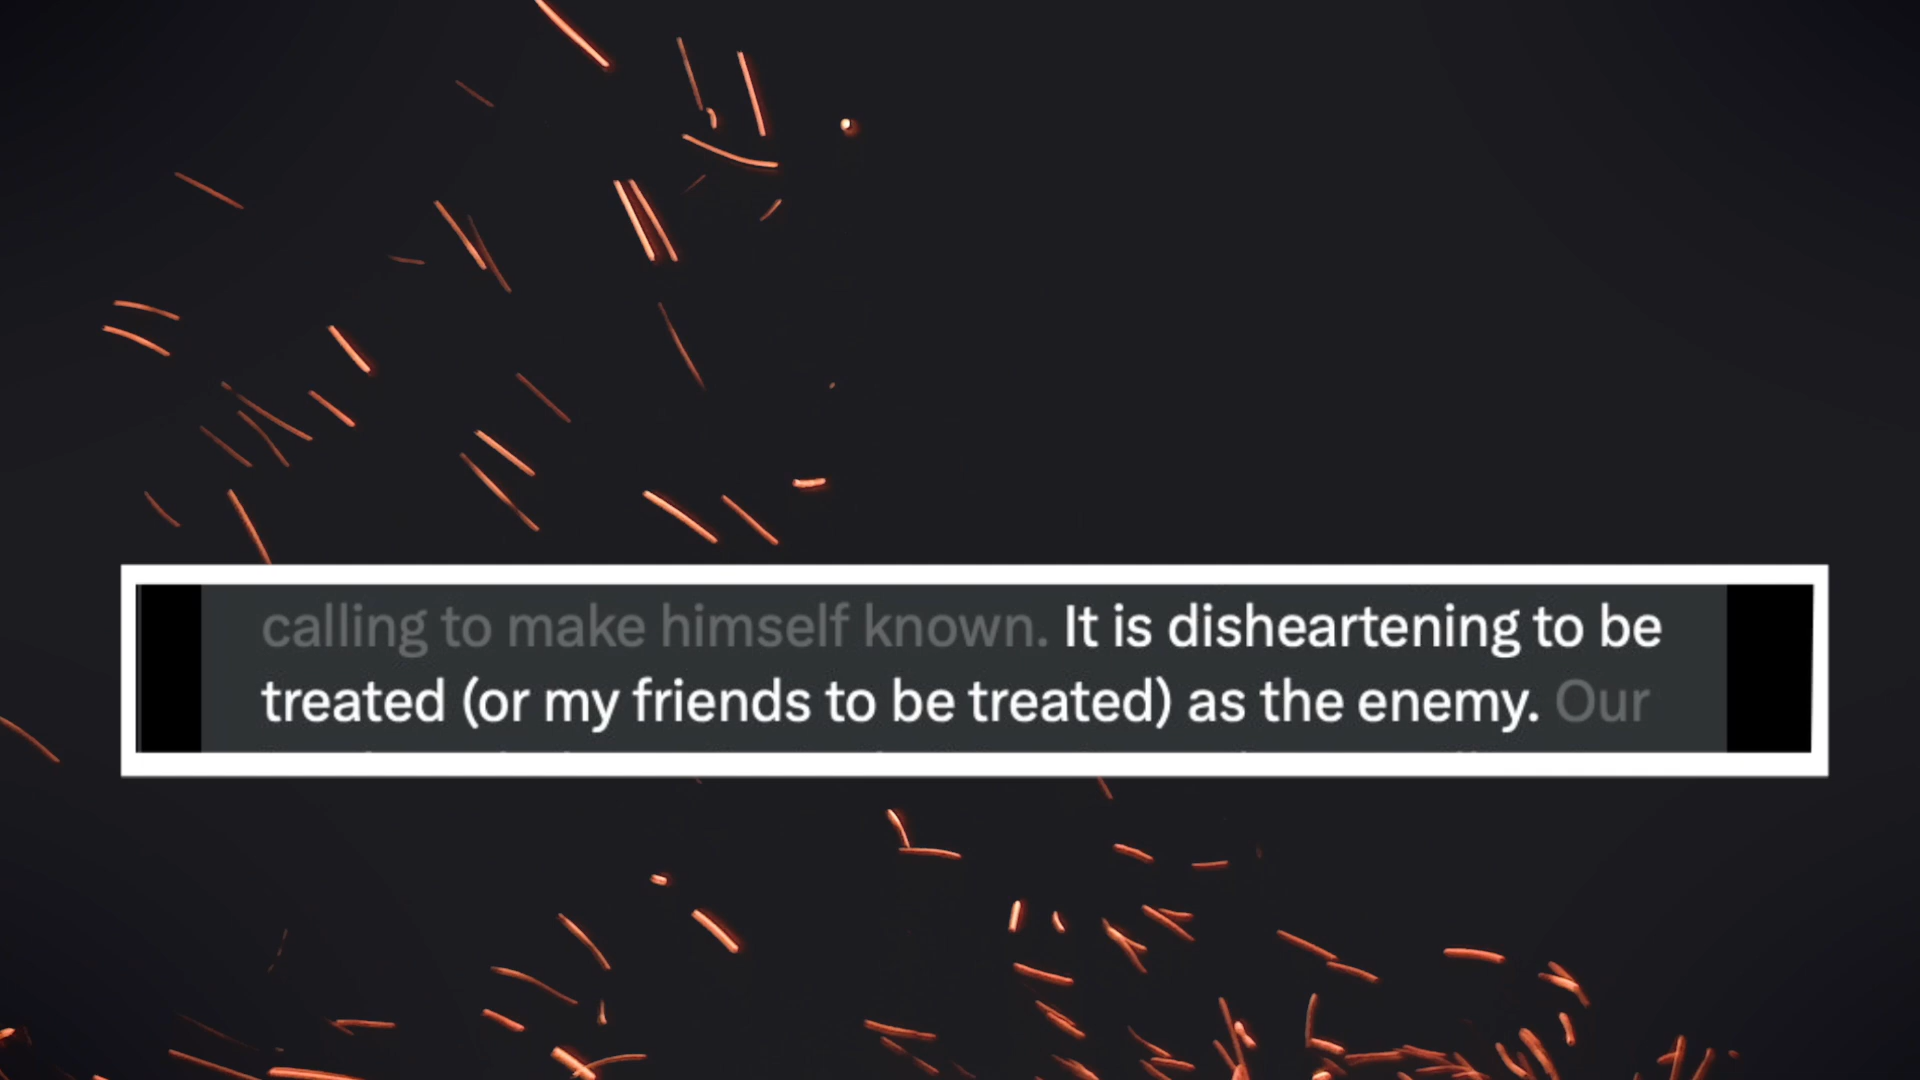 calling to make himself known. It is disheartening to be
treated (or my friends to be treated) as the enemy. Our